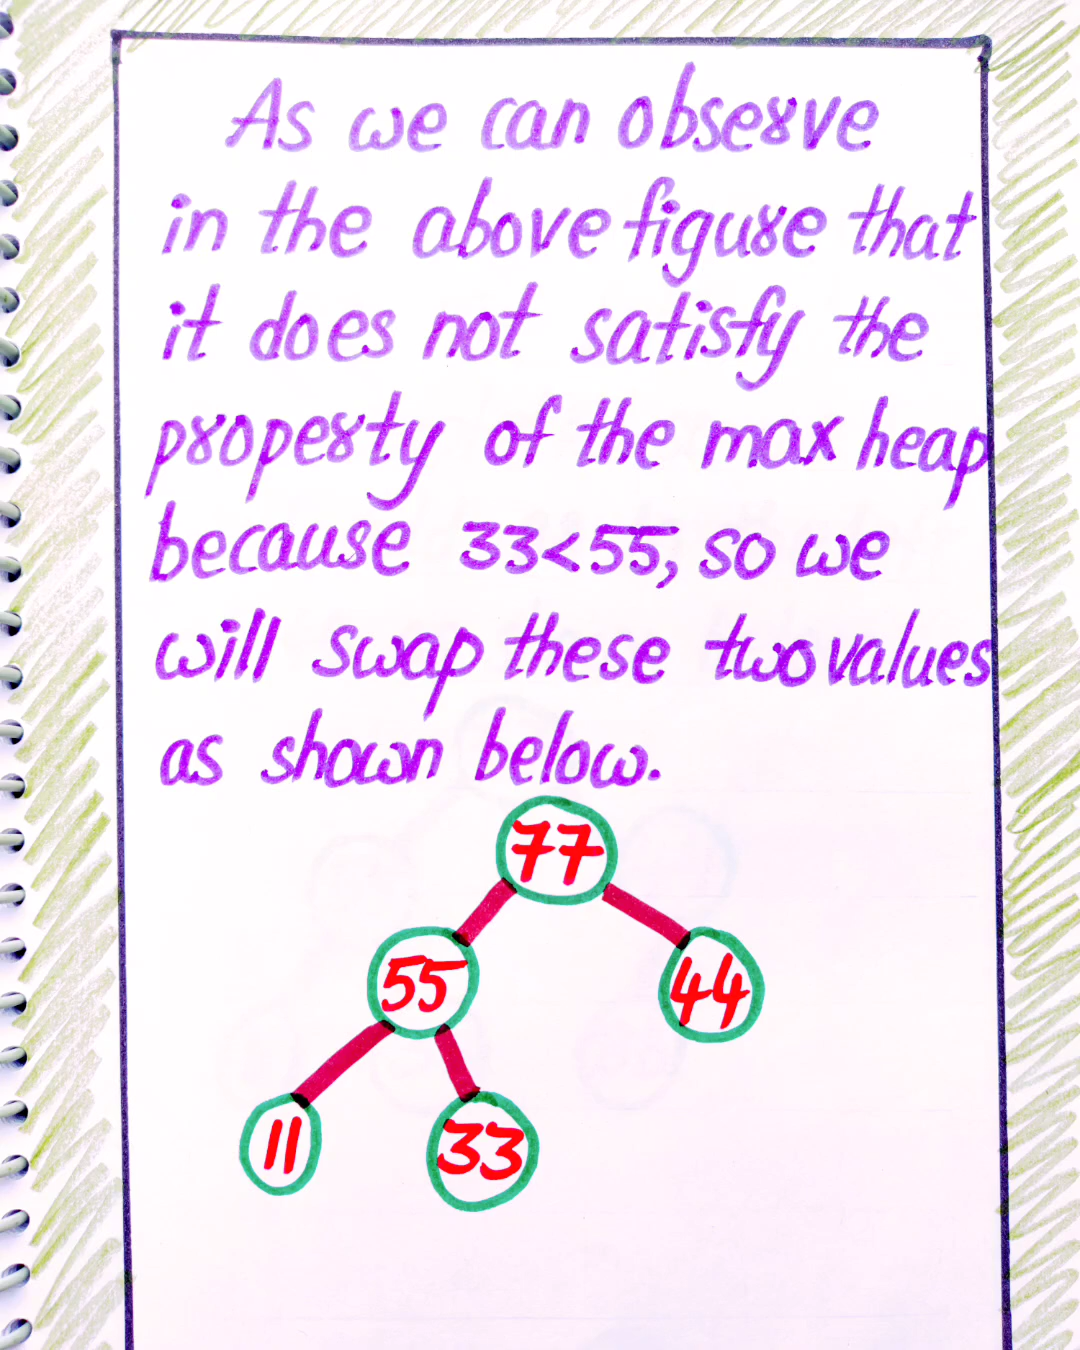 As we can observe
in the above figure that
it does not satisfy the
property of the max heap
because 33<55, so we
will swap these two values
as shown below.
77
55 44
11 33